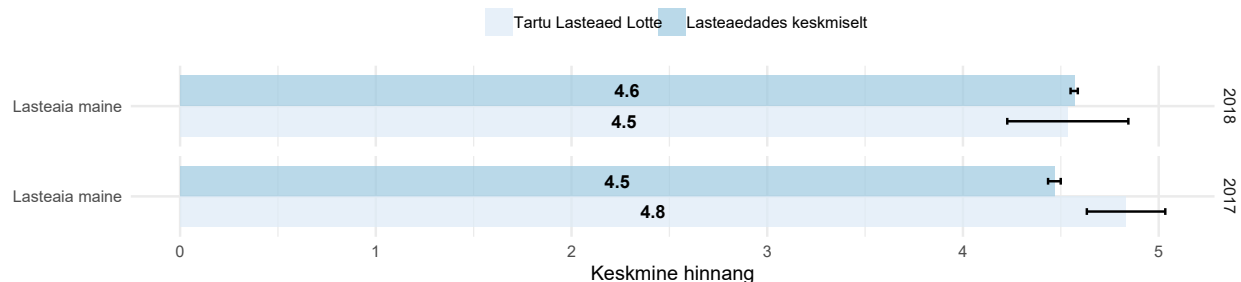 Tartu Lasteaed Lotte Lasteaedades keskmiselt
Lasteaia maine
4.6
4.5
2018
Lasteaia maine
4.5
4.8
2017
0 1 2 3 4 5
Keskmine hinnang